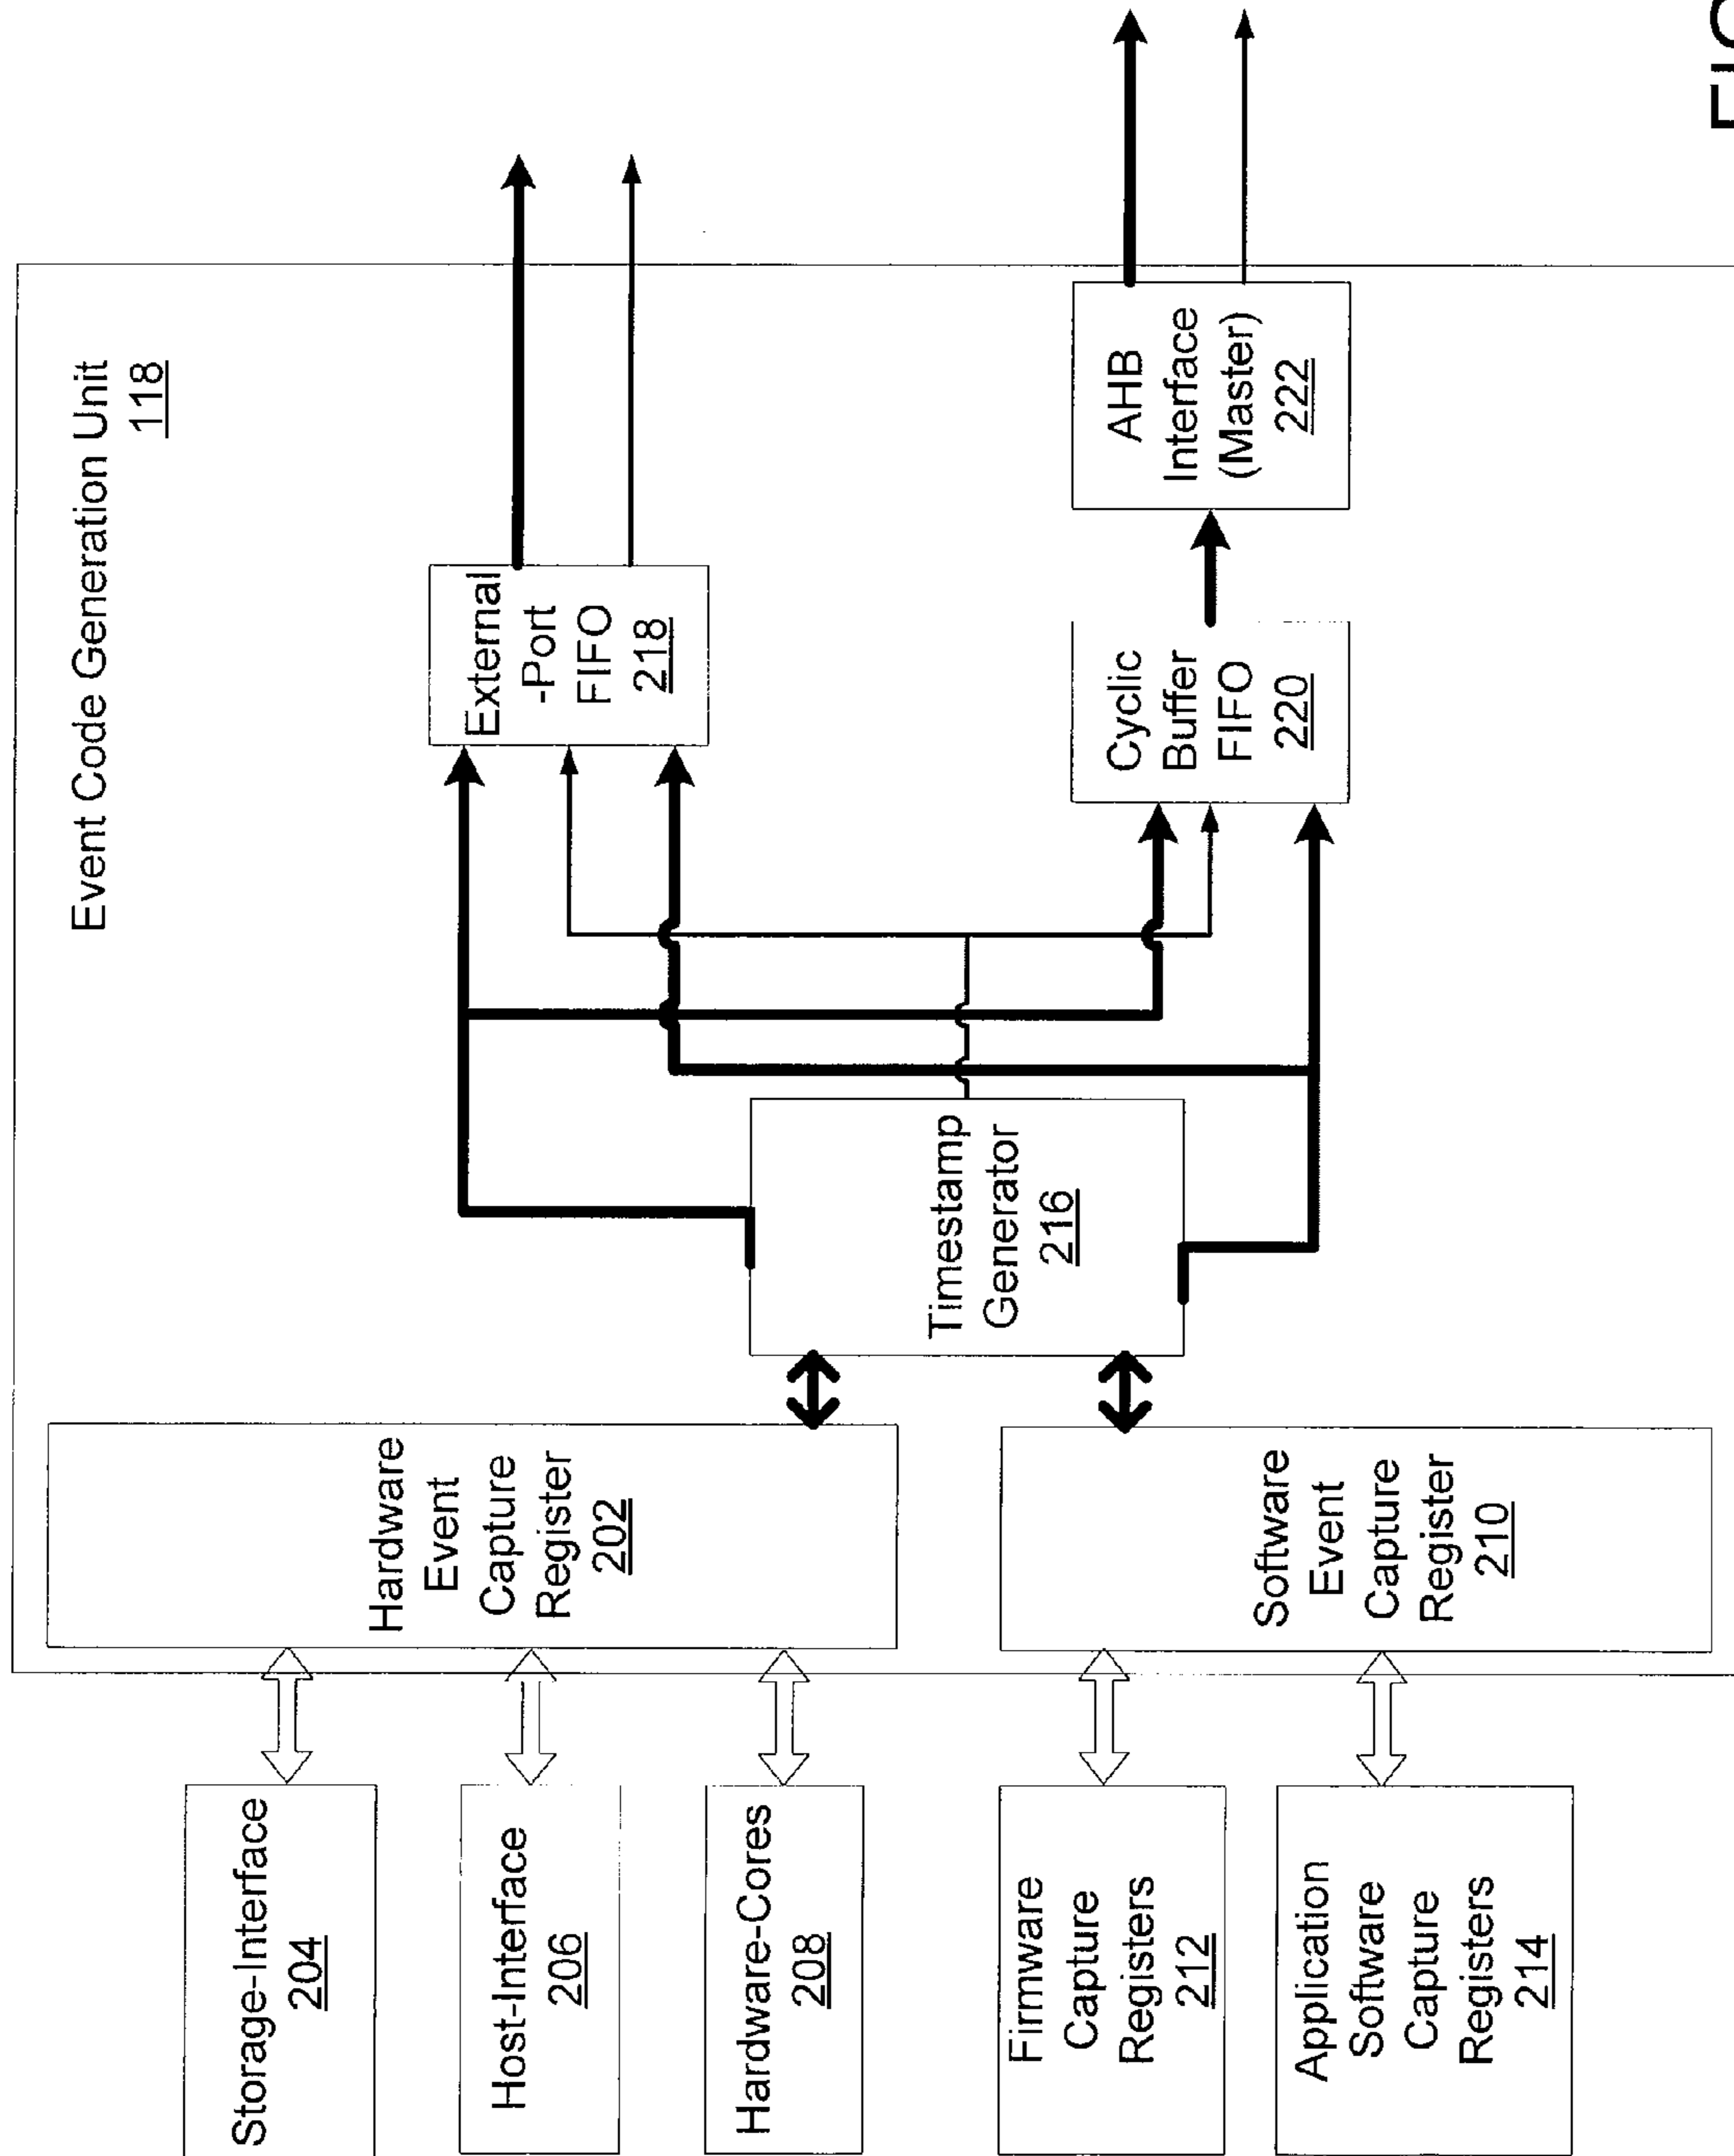 Event Code Generation Unit
118
Storage-Interface
204
Host-Interface
206
Hardware-Cores
208
Firmware
Capture
Registers
212
Application
Software
Capture
Registers
214
Hardware
Event
Capture
Register
202
Software
Event
Capture
Register
210
Timestamp
Generator
216
External
-Port
FIFO
218
Cyclic
Buffer
FIFO
220
AHB
Interface
(Master)
222